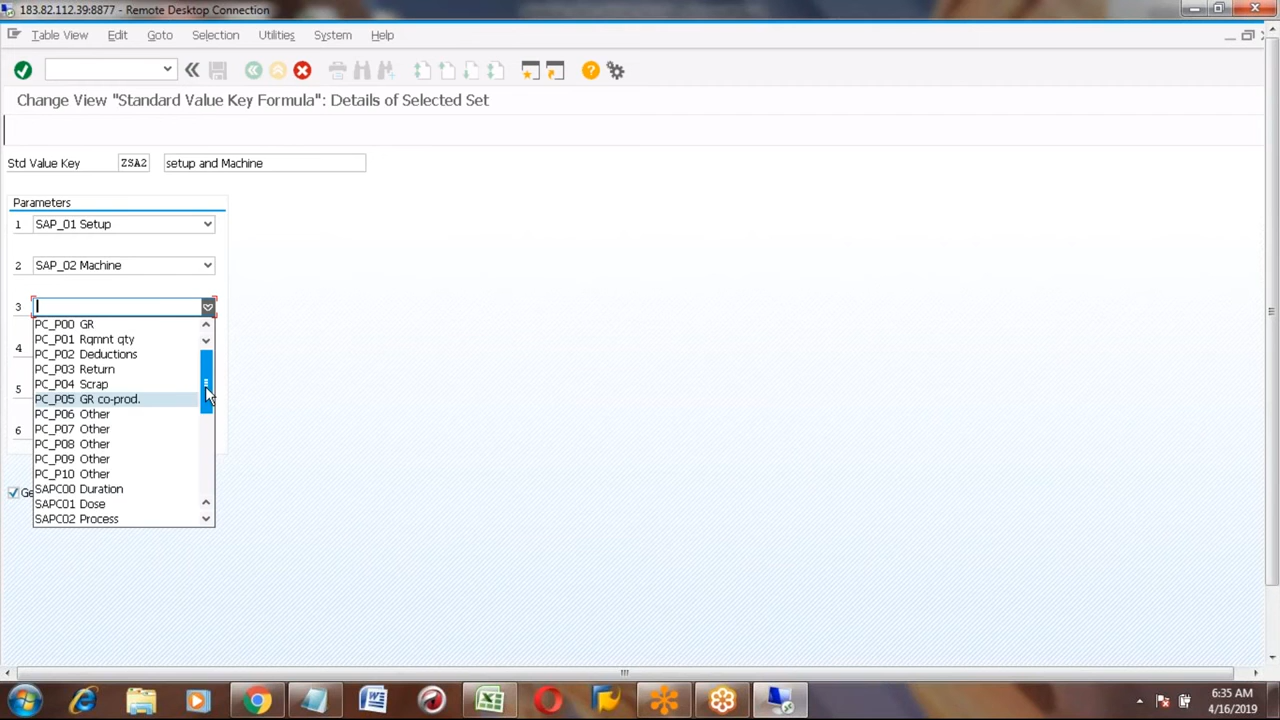 183.82.112.39:8877 - Remote Desktop Connection
Table View Edit Goto Selection Utilities System Help
Change View "Standard Value Key Formula": Details of Selected Set
Std Value Key ZSA2 setup and Machine
Parameters
1 SAP_01 Setup
2 SAP_02 Machine
3
PC_P00 GR
PC_P01 Rqmnt qty
4 PC_P02 Deductions
PC_P03 Return
5 PC_P04 Scrap
PC_P05 GR co-prod.
PC_P06 Other
6 PC_P07 Other
PC_P08 Other
PC_P09 Other
PC_P10 Other
Ge SAPC00 Duration
SAPC01 Dose
SAPC02 Process
6:35 AM
4/16/2019